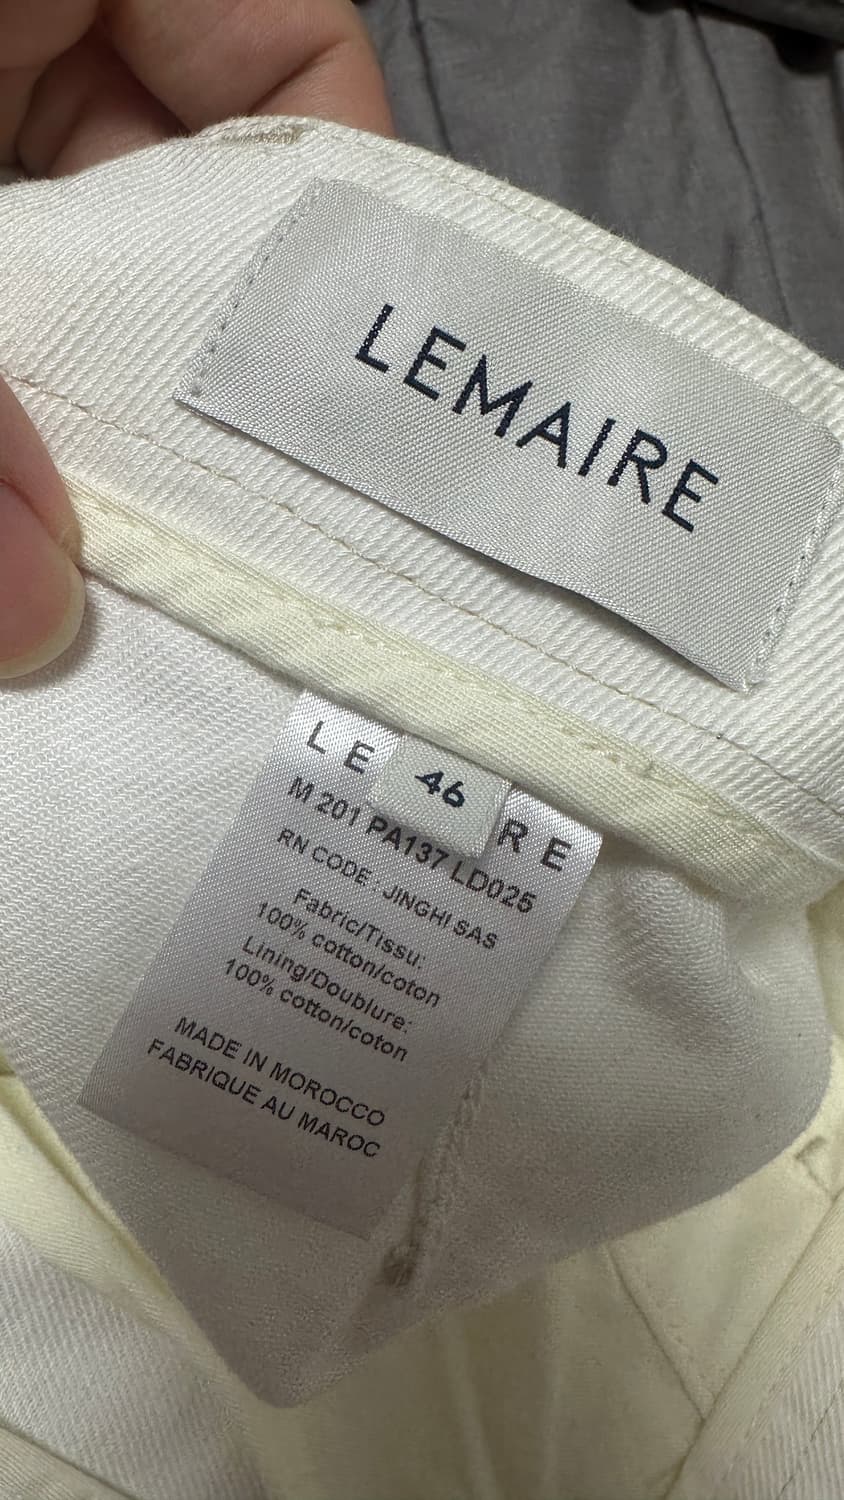 LEMAIRE
LE
46
RE
M 201 PA137 LD025
RN CODE : JINGHI SAS
Fabric/Tissu:
100% cotton/coton
Lining/Doublure:
100% cotton/coton
MADE IN MOROCCO
FABRIQUE AU MAROC